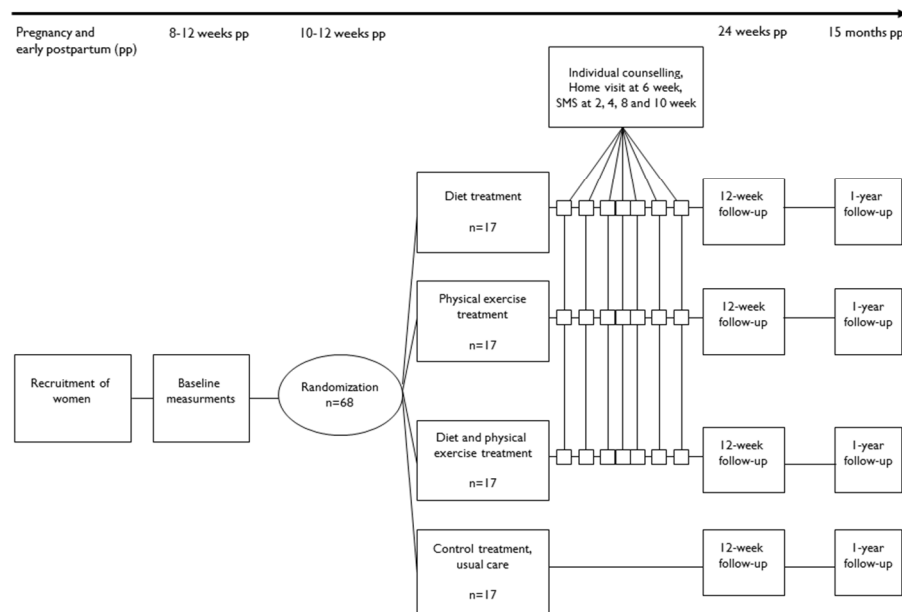 Pregnancy and
early postpartum (pp)
8-12 weeks pp
10-12 weeks pp
24 weeks pp
15 months pp
Individual counselling,
Home visit at 6 week,
SMS at 2, 4, 8 and 10 week
Recruitment of
women
Baseline
measurments
Randomization
n=68
Diet treatment
n=17
12-week
follow-up
1-year
follow-up
Physical exercise
treatment
n=17
12-week
follow-up
1-year
follow-up
Diet and physical
exercise treatment
n=17
12-week
follow-up
1-year
follow-up
Control treatment,
usual care
n=17
12-week
follow-up
1-year
follow-up